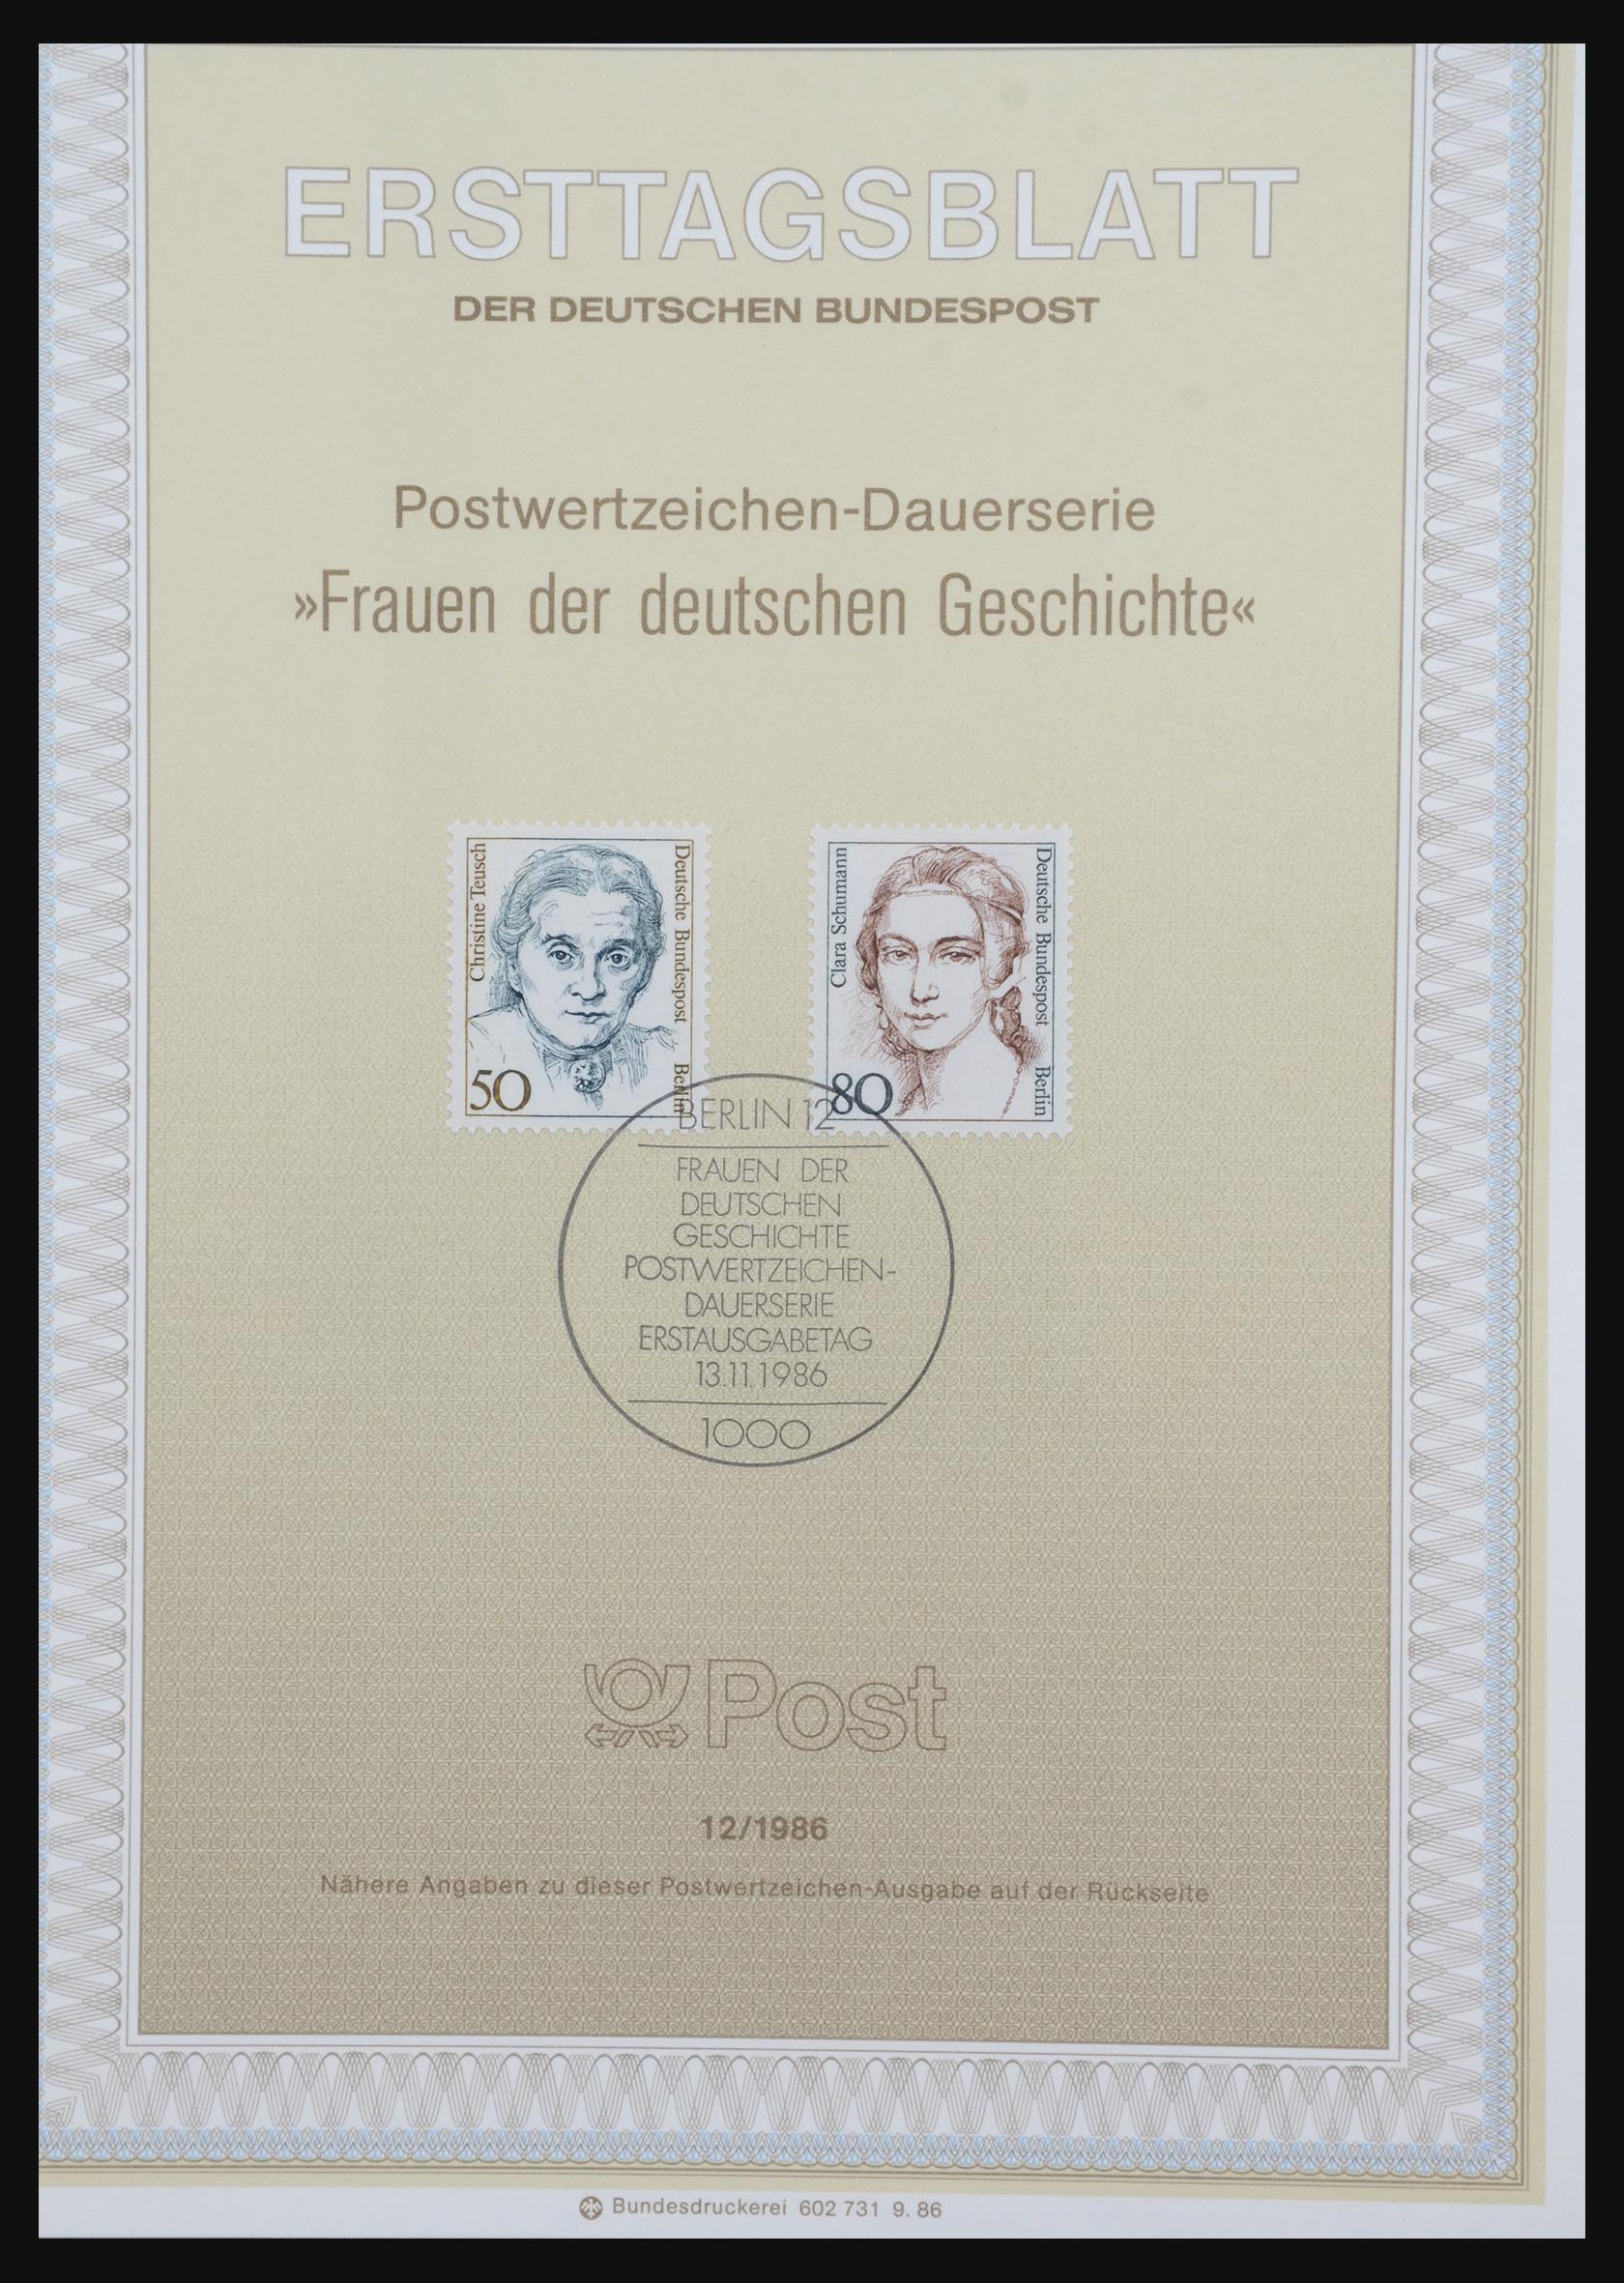 ERSTTAGSBLATT
DER DEUTSCHEN BUNDESPOST
Postwertzeichen-Dauerserie
»Frauen der deutschen Geschichte«
Christine Teusch
Deutsche Bundespost Berlin
50
Clara Schumann
Deutsche Bundespost Berlin
80
BERLIN 12
FRAUEN DER
DEUTSCHEN
GESCHICHTE
POSTWERTZEICHEN-
DAUERSERIE
ERSTAUSGABETAG
13.11.1986
1000
Post
12/1986
Nähere Angaben zu dieser Postwertzeichen-Ausgabe auf der Rückseite
Bundesdruckerei 602 731 9. 86